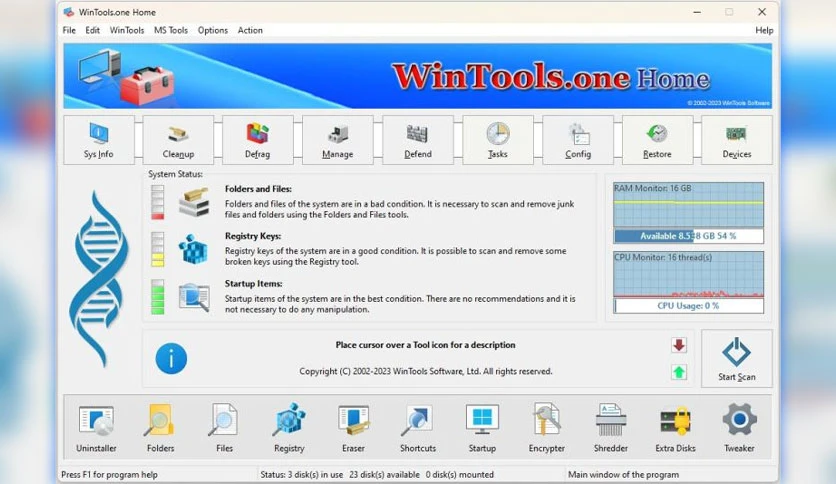 WinTools.one Home
File Edit WinTools MS Tools Options Action Help
WinTools.one Home
© 2002-2023 WinTools Software
Sys Info Cleanup Defrag Manage Defend Tasks Config Restore Devices
System Status:
Folders and Files:
Folders and files of the system are in a bad condition. It is necessary to scan and remove junk
files and folders using the Folders and Files tools.
Registry Keys:
Registry keys of the system are in a good condition. It is possible to scan and remove some
broken keys using the Registry tool.
Startup Items:
Startup items of the system are in the best condition. There are no recommendations and it is
not necessary to do any manipulation.
RAM Monitor: 16 GB
Available 8.538 GB 54 %
CPU Monitor: 16 thread(s)
CPU Usage: 0 %
Place cursor over a Tool icon for a description
Copyright (C) 2002-2023 WinTools Software, Ltd. All rights reserved.
Start Scan
Uninstaller Folders Files Registry Eraser Shortcuts Startup Encrypter Shredder Extra Disks Tweaker
Press F1 for program help
Status: 3 disk(s) in use 23 disk(s) available 0 disk(s) mounted
Main window of the program